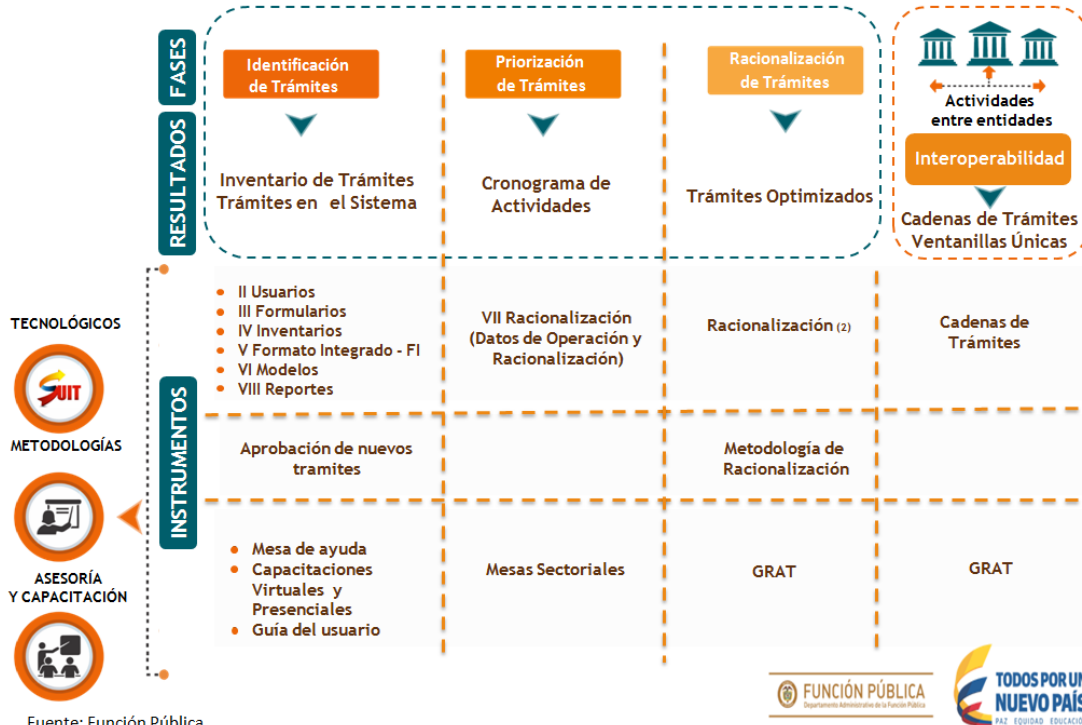 FASES
Identificación
de Trámites
Priorización
de Trámites
Racionalización
de Trámites
Actividades
entre entidades
Interoperabilidad
RESULTADOS
Inventario de Trámites
Trámites en el Sistema
Cronograma de
Actividades
Trámites Optimizados
Cadenas de Trámites
Ventanillas Únicas
INSTRUMENTOS
TECNOLÓGICOS
SUIT
II Usuarios
III Formularios
IV Inventarios
V Formato Integrado - FI
VI Modelos
VIII Reportes
VII Racionalización
(Datos de Operación y
Racionalización)
Racionalización (2)
Cadenas de
Trámites
METODOLOGÍAS
Aprobación de nuevos
tramites
Metodología de
Racionalización
ASESORÍA
Y CAPACITACIÓN
Mesa de ayuda
Capacitaciones
Virtuales y
Presenciales
Guía del usuario
Mesas Sectoriales
GRAT
GRAT
FUNCIÓN PÚBLICA
Departamento Administrativo de la Función Pública
TODOS POR UN
NUEVO PAÍS
PAZ EQUIDAD EDUCACIÓ
Fuente: Función Pública